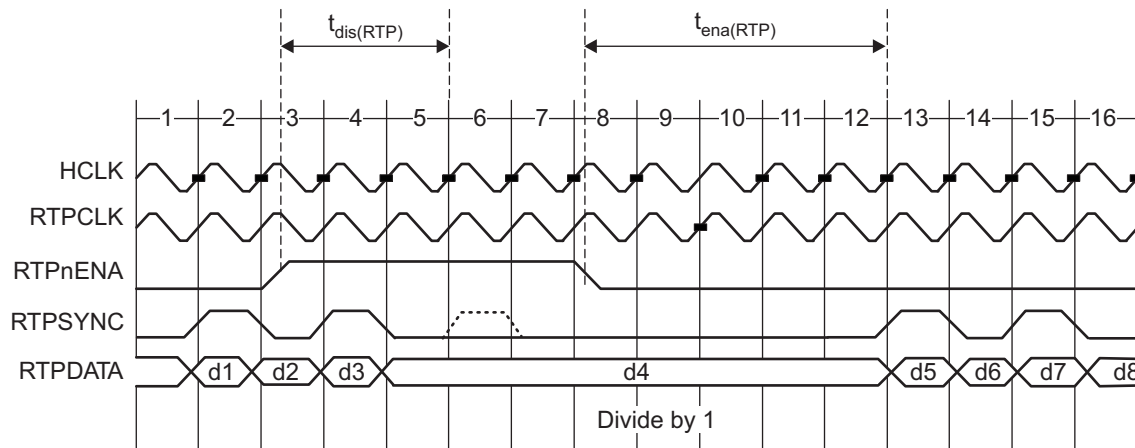 tdis(RTP) tena(RTP)
1 2 3 4 5 6 7 8 9 10 11 12 13 14 15 16
HCLK
RTPCLK
RTPnENA
RTPSYNC
RTPDATA d1 d2 d3 d4 d5 d6 d7 d8
Divide by 1